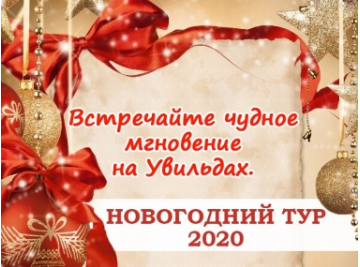 Встречайте чудное
мгновение
на Увильдах.
НОВОГОДНИЙ ТУР
2020